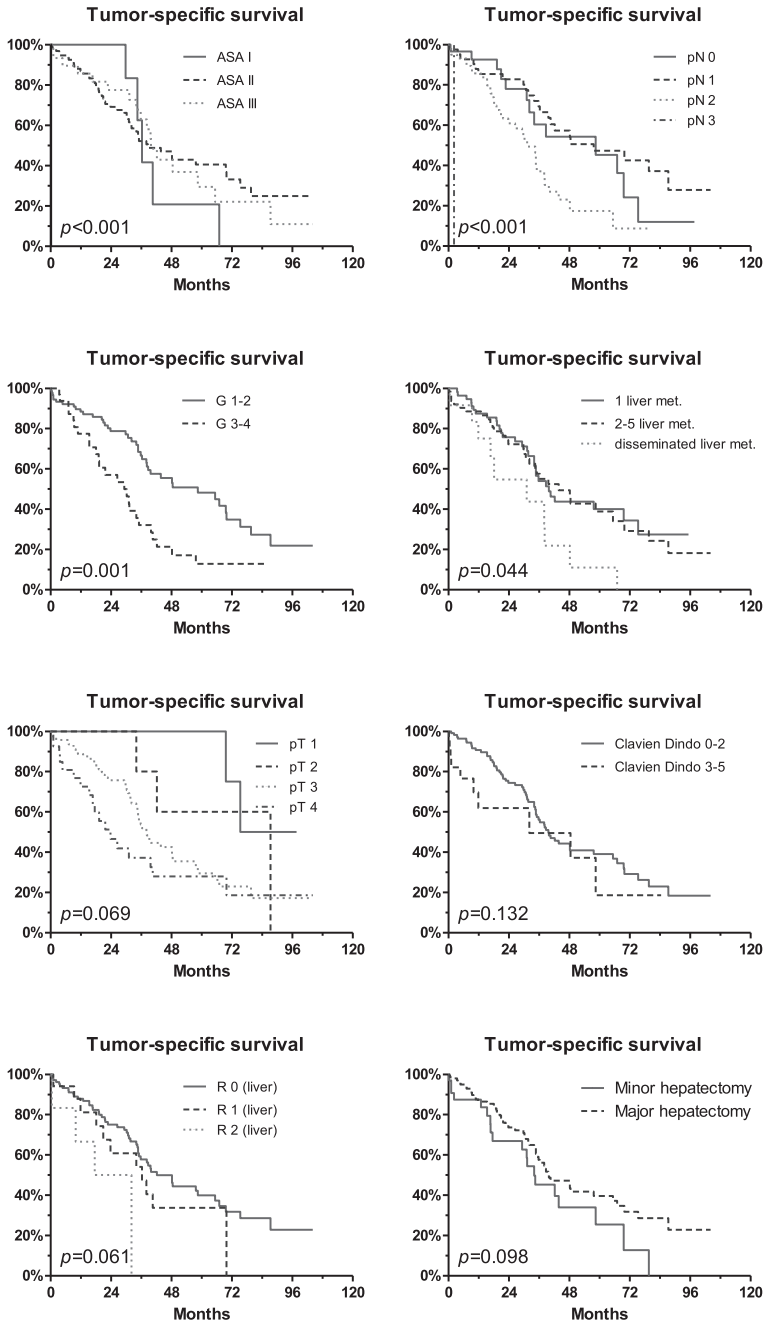 Tumor-specific survival
100%
80%
60%
40%
20%
0%
ASA I
ASA II
ASA III
p<0.001
0 24 48 72 96 120
Months
Tumor-specific survival
100%
80%
60%
40%
20%
0%
pN 0
pN 1
pN 2
pN 3
p<0.001
0 24 48 72 96 120
Months
Tumor-specific survival
100%
80%
60%
40%
20%
0%
G 1-2
G 3-4
p=0.001
0 24 48 72 96 120
Months
Tumor-specific survival
100%
80%
60%
40%
20%
0%
1 liver met.
2-5 liver met.
disseminated liver met.
p=0.044
0 24 48 72 96 120
Months
Tumor-specific survival
100%
80%
60%
40%
20%
0%
pT 1
pT 2
pT 3
pT 4
p=0.069
0 24 48 72 96 120
Months
Tumor-specific survival
100%
80%
60%
40%
20%
0%
Clavien Dindo 0-2
Clavien Dindo 3-5
p=0.132
0 24 48 72 96 120
Months
Tumor-specific survival
100%
80%
60%
40%
20%
0%
R 0 (liver)
R 1 (liver)
R 2 (liver)
p=0.061
0 24 48 72 96 120
Months
Tumor-specific survival
100%
80%
60%
40%
20%
0%
Minor hepatectomy
Major hepatectomy
p=0.098
0 24 48 72 96 120
Months